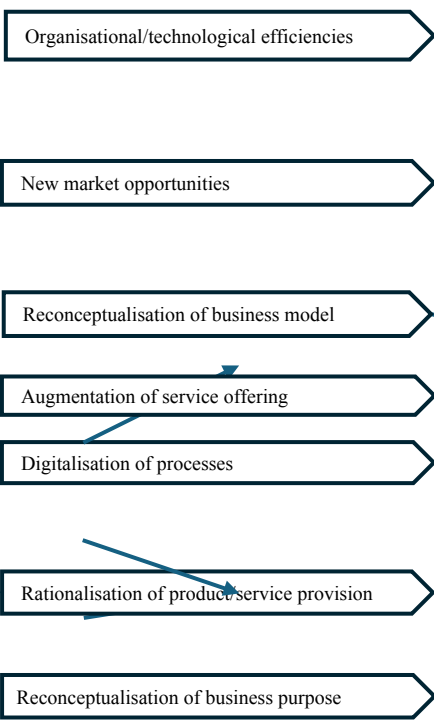 Organisational/technological efficiencies
New market opportunities
Reconceptualisation of business model
Augmentation of service offering
Digitalisation of processes
Rationalisation of product/service provision
Reconceptualisation of business purpose